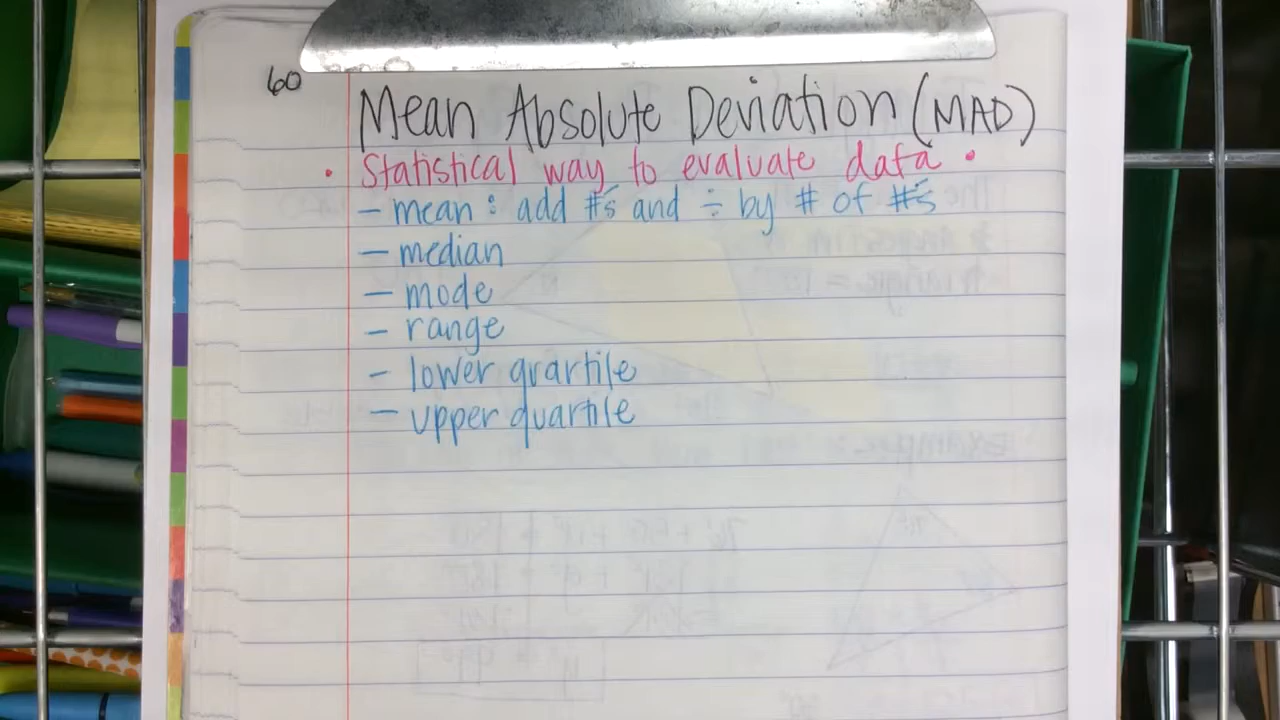 60
Mean Absolute Deviation (MAD)
• Statistical way to evaluate data •
- mean : add #'s and ÷ by # of #'s
- median
- mode
- range
- lower quartile
- upper quartile